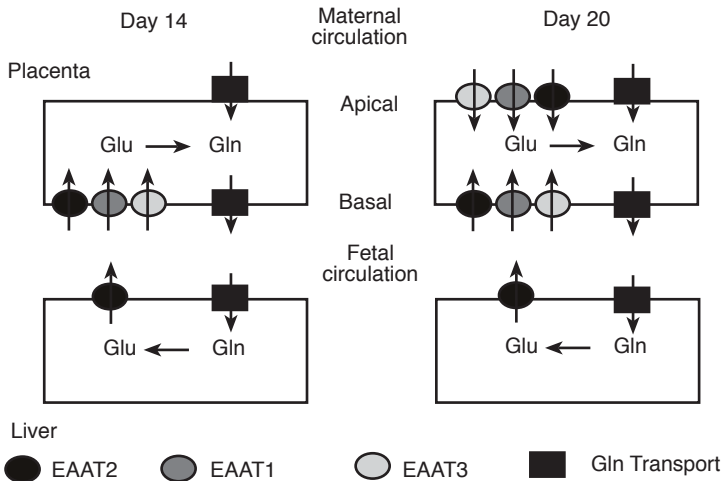 Day 14
Maternal
circulation
Day 20
Placenta
Apical
Glu
Gln
Glu
Gln
Basal
Fetal
circulation
Glu
Gln
Glu
Gln
Liver
EAAT2
EAAT1
EAAT3
Gln Transport